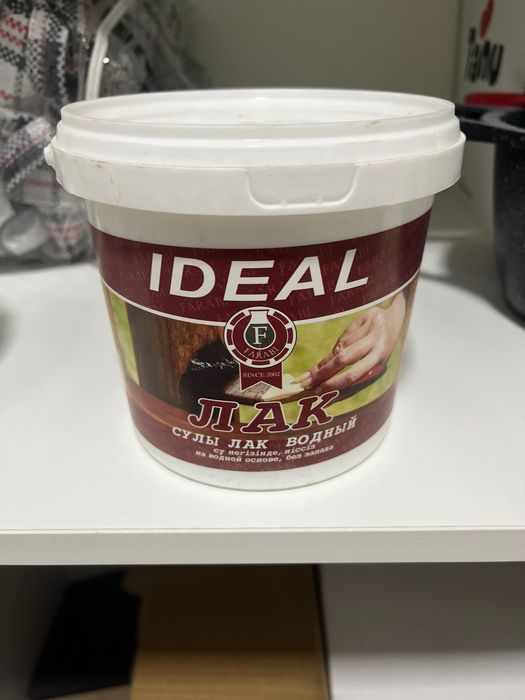 IDEAL
F
FARABI
SINCE 2002
ЛАК
СУЛЫ ЛАК ВОДНЫЙ
су негізінде, иіссіз
на водной основе, без запаха